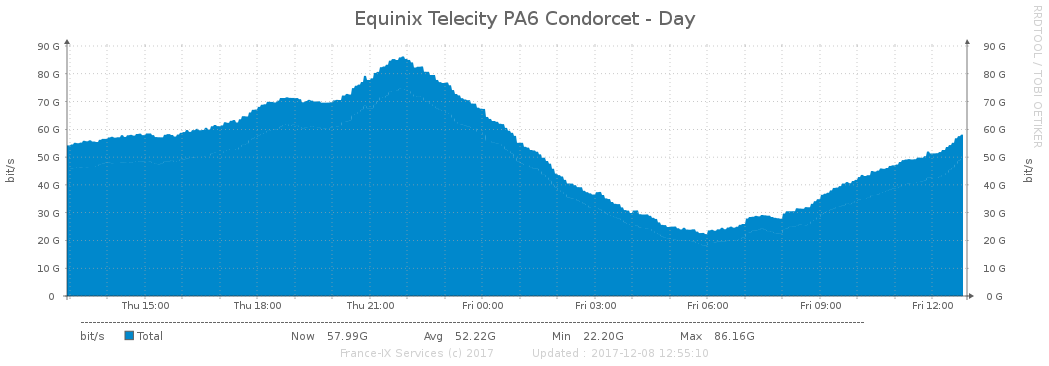 Equinix Telecity PA6 Condorcet - Day
RRDTOOL / TOBI OETIKER
bit/s
90 G
80 G
70 G
60 G
50 G
40 G
30 G
20 G
10 G
0
90 G
80 G
70 G
60 G
50 G
40 G
30 G
20 G
10 G
0 G
bit/s
Thu 15:00 Thu 18:00 Thu 21:00 Fri 00:00 Fri 03:00 Fri 06:00 Fri 09:00 Fri 12:00
bit/s Total Now 57.99G Avg 52.22G Min 22.20G Max 86.16G
France-IX Services (c) 2017 Updated : 2017-12-08 12:55:10